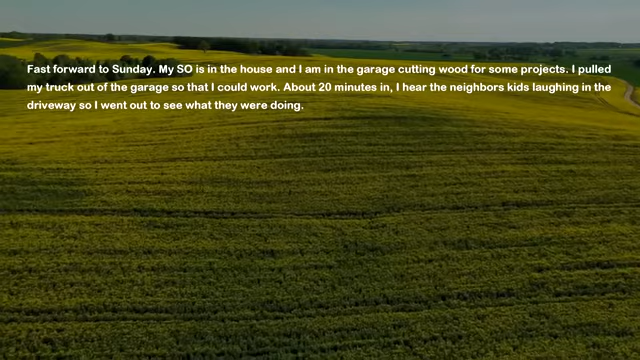 Fast forward to Sunday. My SO is in the house and I am in the garage cutting wood for some projects. I pulled
my truck out of the garage so that I could work. About 20 minutes in, I hear the neighbors kids laughing in the
driveway so I went out to see what they were doing.